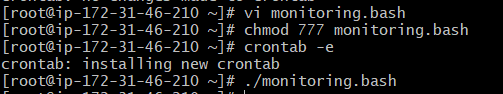 [root@ip-172-31-46-210 ~]# vi monitoring.bash
[root@ip-172-31-46-210 ~]# chmod 777 monitoring.bash
[root@ip-172-31-46-210 ~]# crontab -e
crontab: installing new crontab
[root@ip-172-31-46-210 ~]# ./monitoring.bash